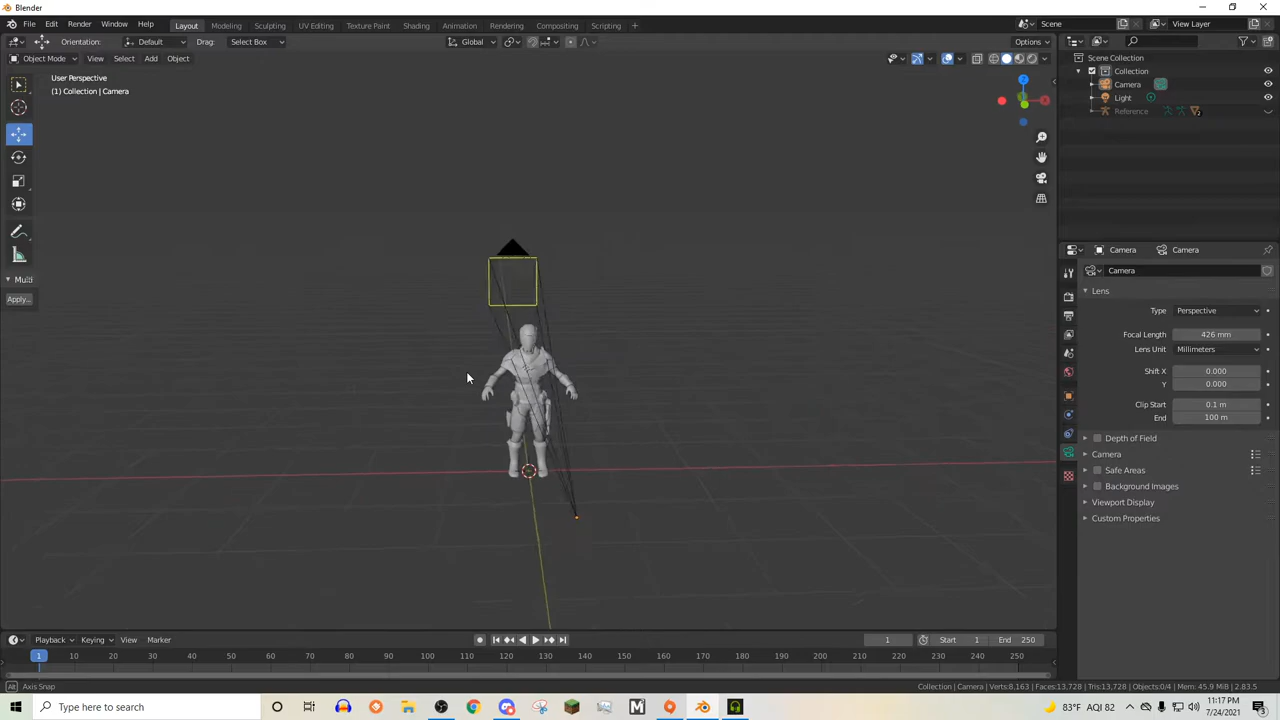 Blender
File Edit Render Window Help Layout Modeling Sculpting UV Editing Texture Paint Shading Animation Rendering Compositing Scripting + Scene View Layer
Orientation: Default Drag: Select Box Global Options
Object Mode View Select Add Object
User Perspective
(1) Collection | Camera
Z
Multi
Apply...
Scene Collection
Collection
Camera
Light
Reference 2
Camera Camera
Camera
Lens
Type Perspective
Focal Length 426 mm
Lens Unit Millimeters
Shift X 0.000
Y 0.000
Clip Start 0.1 m
End 100 m
Depth of Field
Camera
Safe Areas
Background Images
Viewport Display
Custom Properties
Playback Keying View Marker 1 Start 1 End 250
1 10 20 30 40 50 60 70 80 90 100 110 120 130 140 150 160 170 180 190 200 210 220 230 240 250
Alt Axis Snap Collection | Camera | Verts:8,163 | Faces:13,728 | Tris:13,728 | Objects:0/4 | Mem: 45.9 MiB | 2.83.5
Type here to search 83°F AQI 82 11:17 PM
7/24/2021